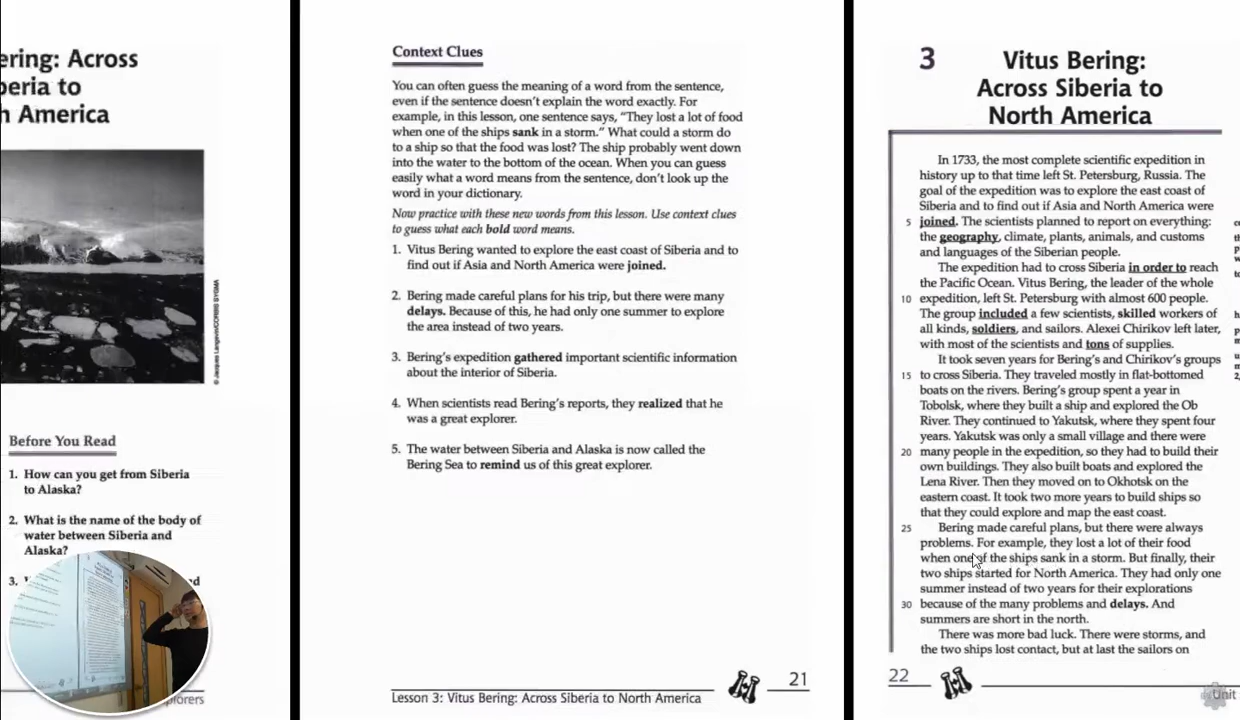 ering: Across
beria to
h America
© Jacques Langevin/CORBIS SYGMA
Before You Read
1. How can you get from Siberia
to Alaska?
2. What is the name of the body of
water between Siberia and
Alaska?
3.
d
plorers
Context Clues
You can often guess the meaning of a word from the sentence,
even if the sentence doesn't explain the word exactly. For
example, in this lesson, one sentence says, "They lost a lot of food
when one of the ships sank in a storm." What could a storm do
to a ship so that the food was lost? The ship probably went down
into the water to the bottom of the ocean. When you can guess
easily what a word means from the sentence, don't look up the
word in your dictionary.
Now practice with these new words from this lesson. Use context clues
to guess what each bold word means.
1. Vitus Bering wanted to explore the east coast of Siberia and to
find out if Asia and North America were joined.
2. Bering made careful plans for his trip, but there were many
delays. Because of this, he had only one summer to explore
the area instead of two years.
3. Bering's expedition gathered important scientific information
about the interior of Siberia.
4. When scientists read Bering's reports, they realized that he
was a great explorer.
5. The water between Siberia and Alaska is now called the
Bering Sea to remind us of this great explorer.
Lesson 3: Vitus Bering: Across Siberia to North America
21
3 Vitus Bering:
Across Siberia to
North America
In 1733, the most complete scientific expedition in
history up to that time left St. Petersburg, Russia. The
goal of the expedition was to explore the east coast of
Siberia and to find out if Asia and North America were
5 joined. The scientists planned to report on everything:
the geography, climate, plants, animals, and customs
and languages of the Siberian people.
The expedition had to cross Siberia in order to reach
the Pacific Ocean. Vitus Bering, the leader of the whole
10 expedition, left St. Petersburg with almost 600 people.
The group included a few scientists, skilled workers of
all kinds, soldiers, and sailors. Alexei Chirikov left later,
with most of the scientists and tons of supplies.
It took seven years for Bering's and Chirikov's groups
15 to cross Siberia. They traveled mostly in flat-bottomed
boats on the rivers. Bering's group spent a year in
Tobolsk, where they built a ship and explored the Ob
River. They continued to Yakutsk, where they spent four
years. Yakutsk was only a small village and there were
20 many people in the expedition, so they had to build their
own buildings. They also built boats and explored the
Lena River. Then they moved on to Okhotsk on the
eastern coast. It took two more years to build ships so
that they could explore and map the east coast.
25 Bering made careful plans, but there were always
problems. For example, they lost a lot of their food
when one of the ships sank in a storm. But finally, their
two ships started for North America. They had only one
summer instead of two years for their explorations
30 because of the many problems and delays. And
summers are short in the north.
There was more bad luck. There were storms, and
the two ships lost contact, but at last the sailors on
22
Unit